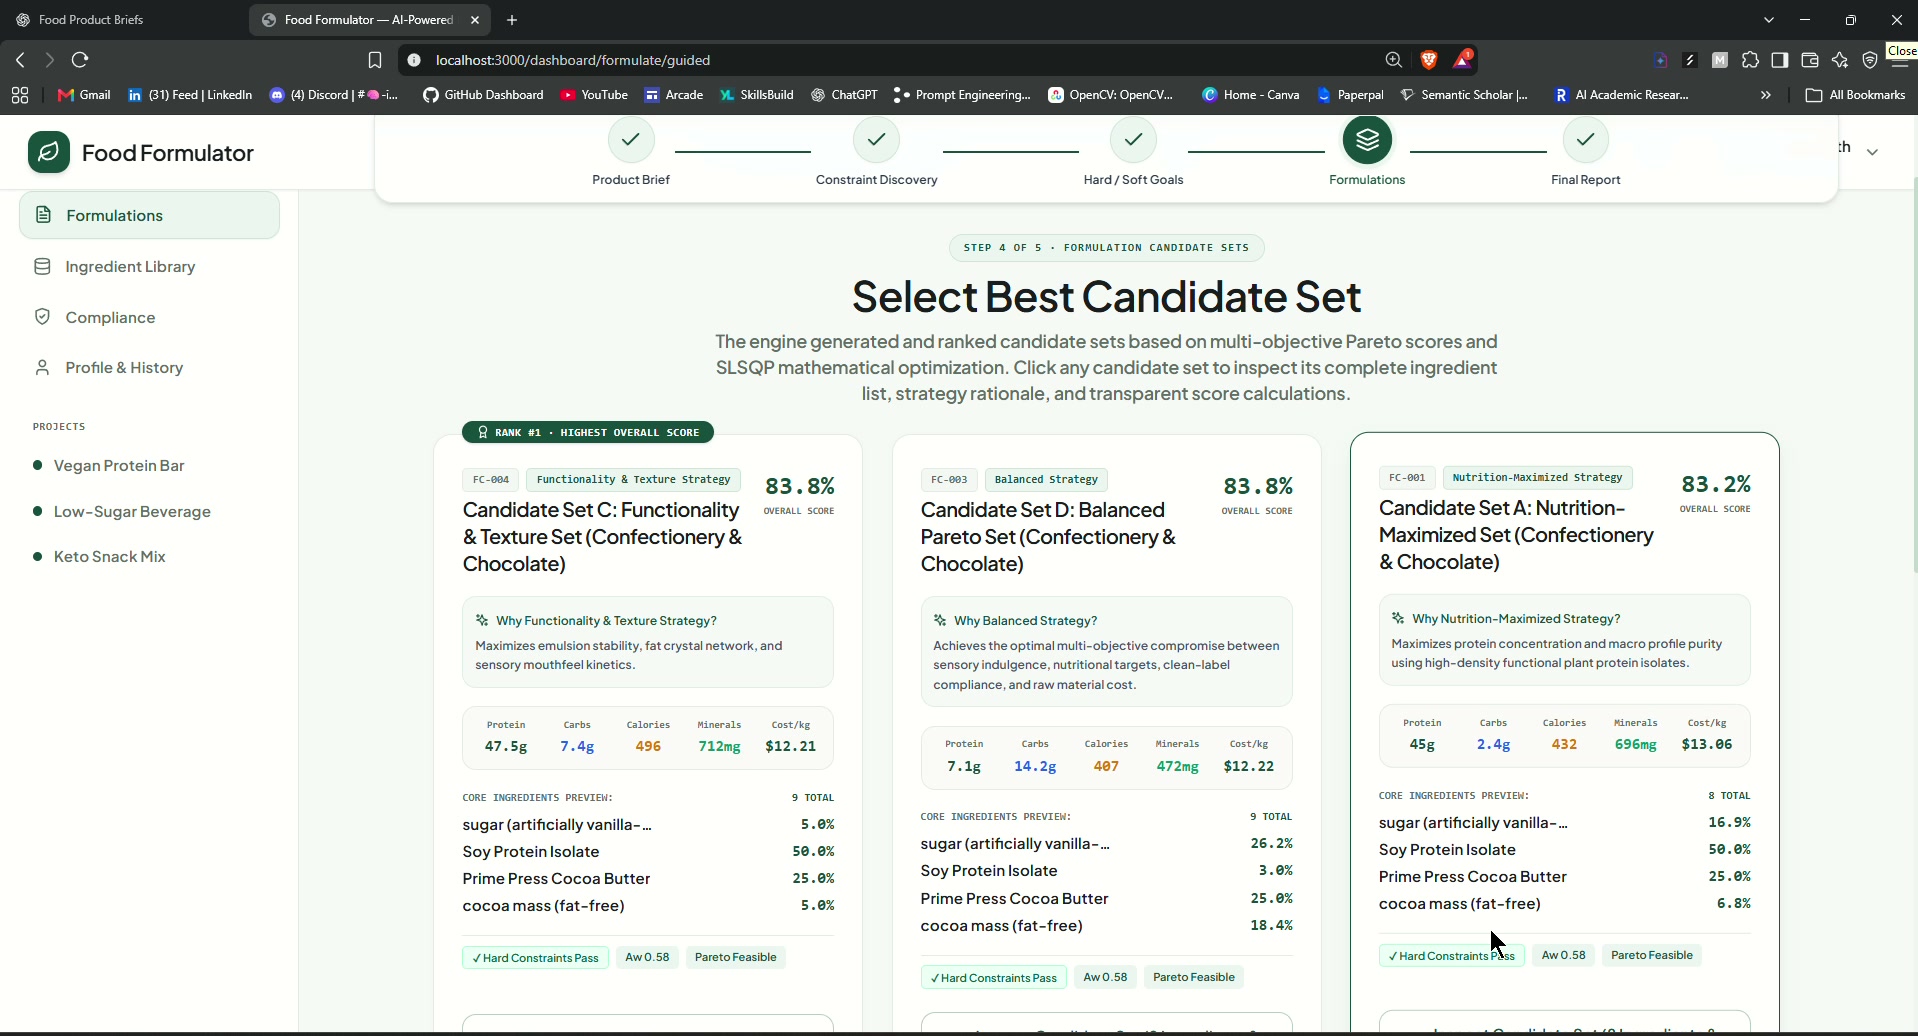 Food Product Briefs
Food Formulator — AI-Powered
localhost:3000/dashboard/formulate/guided
1
Close
Gmail
(31) Feed | LinkedIn
(4) Discord | #🧠-i...
GitHub Dashboard
YouTube
Arcade
SkillsBuild
ChatGPT
Prompt Engineering...
OpenCV: OpenCV...
Home - Canva
Paperpal
Semantic Scholar |...
AI Academic Resear...
All Bookmarks
Food Formulator
Product Brief
Constraint Discovery
Hard / Soft Goals
Formulations
Final Report
th
Formulations
Ingredient Library
Compliance
Profile & History
PROJECTS
Vegan Protein Bar
Low-Sugar Beverage
Keto Snack Mix
STEP 4 OF 5 · FORMULATION CANDIDATE SETS
Select Best Candidate Set
The engine generated and ranked candidate sets based on multi-objective Pareto scores and
SLSQP mathematical optimization. Click any candidate set to inspect its complete ingredient
list, strategy rationale, and transparent score calculations.
RANK #1 · HIGHEST OVERALL SCORE
FC-004
Functionality & Texture Strategy
83.8%
OVERALL SCORE
Candidate Set C: Functionality
& Texture Set (Confectionery &
Chocolate)
Why Functionality & Texture Strategy?
Maximizes emulsion stability, fat crystal network, and
sensory mouthfeel kinetics.
Protein Carbs Calories Minerals Cost/kg
47.5g 7.4g 496 712mg $12.21
CORE INGREDIENTS PREVIEW: 9 TOTAL
sugar (artificially vanilla-... 5.0%
Soy Protein Isolate 50.0%
Prime Press Cocoa Butter 25.0%
cocoa mass (fat-free) 5.0%
✓ Hard Constraints Pass Aw 0.58 Pareto Feasible
FC-003
Balanced Strategy
83.8%
OVERALL SCORE
Candidate Set D: Balanced
Pareto Set (Confectionery &
Chocolate)
Why Balanced Strategy?
Achieves the optimal multi-objective compromise between
sensory indulgence, nutritional targets, clean-label
compliance, and raw material cost.
Protein Carbs Calories Minerals Cost/kg
7.1g 14.2g 407 472mg $12.22
CORE INGREDIENTS PREVIEW: 9 TOTAL
sugar (artificially vanilla-... 26.2%
Soy Protein Isolate 3.0%
Prime Press Cocoa Butter 25.0%
cocoa mass (fat-free) 18.4%
✓ Hard Constraints Pass Aw 0.58 Pareto Feasible
FC-001
Nutrition-Maximized Strategy
83.2%
OVERALL SCORE
Candidate Set A: Nutrition-
Maximized Set (Confectionery
& Chocolate)
Why Nutrition-Maximized Strategy?
Maximizes protein concentration and macro profile purity
using high-density functional plant protein isolates.
Protein Carbs Calories Minerals Cost/kg
45g 2.4g 432 696mg $13.06
CORE INGREDIENTS PREVIEW: 8 TOTAL
sugar (artificially vanilla-... 16.9%
Soy Protein Isolate 50.0%
Prime Press Cocoa Butter 25.0%
cocoa mass (fat-free) 6.8%
✓ Hard Constraints Pass Aw 0.58 Pareto Feasible